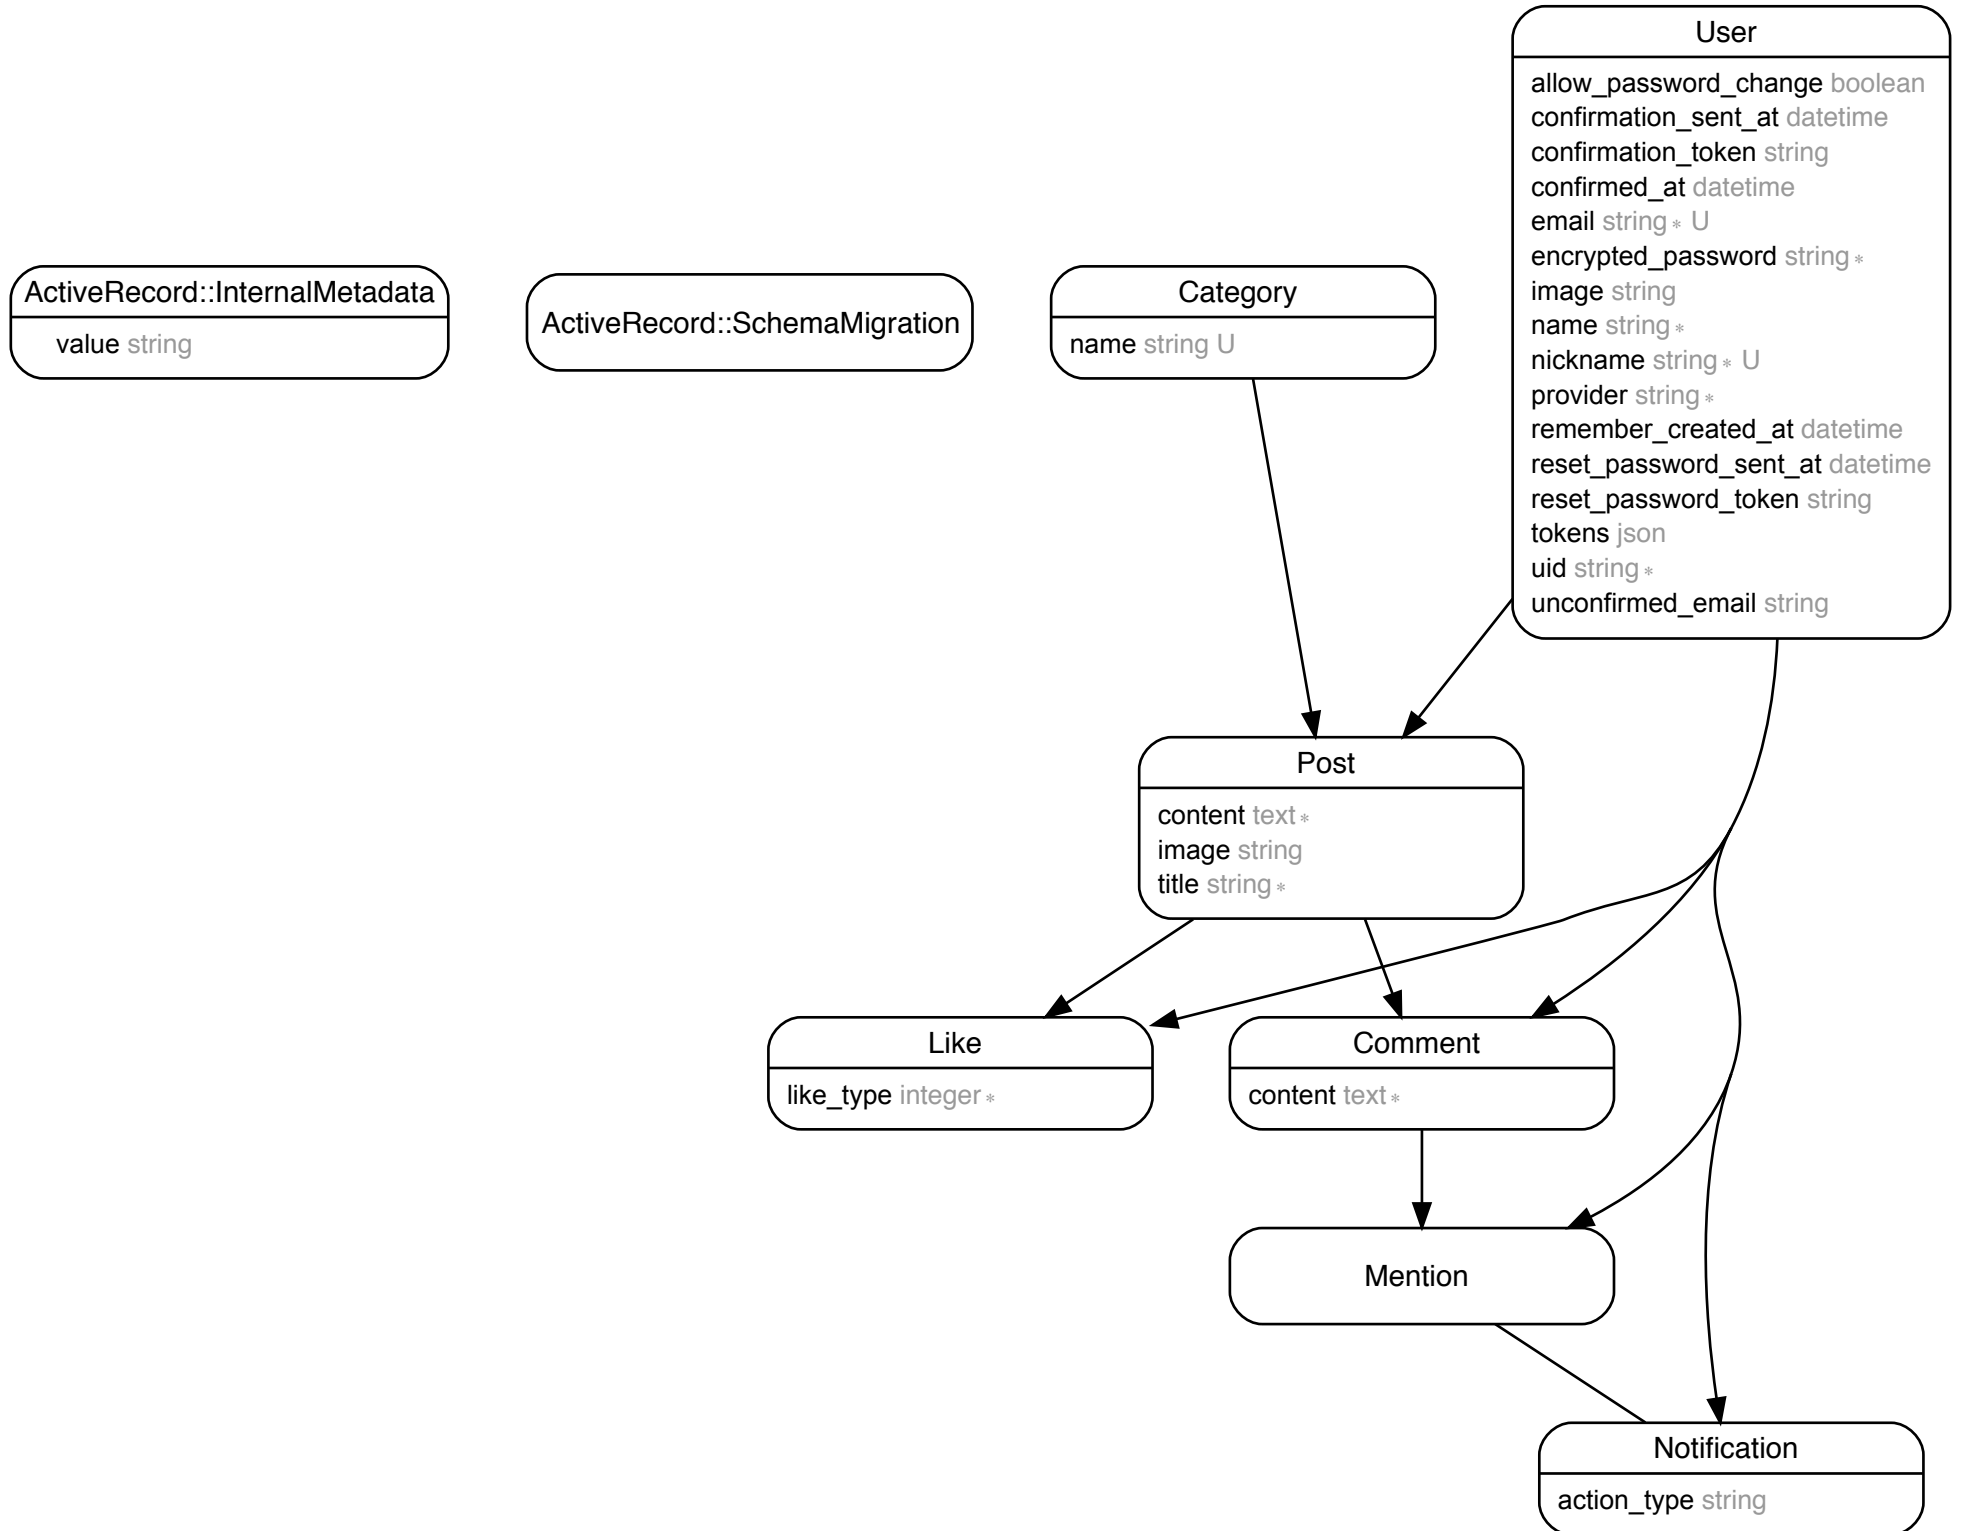 User
allow_password_change boolean
confirmation_sent_at datetime
confirmation_token string
confirmed_at datetime
email string* U
encrypted_password string*
image string
name string*
nickname string* U
provider string*
remember_created_at datetime
reset_password_sent_at datetime
reset_password_token string
tokens json
uid string*
unconfirmed_email string
ActiveRecord::InternalMetadata
value string
ActiveRecord::SchemaMigration
Category
name string U
Post
content text*
image string
title string*
Like
like_type integer*
Comment
content text*
Mention
Notification
action_type string